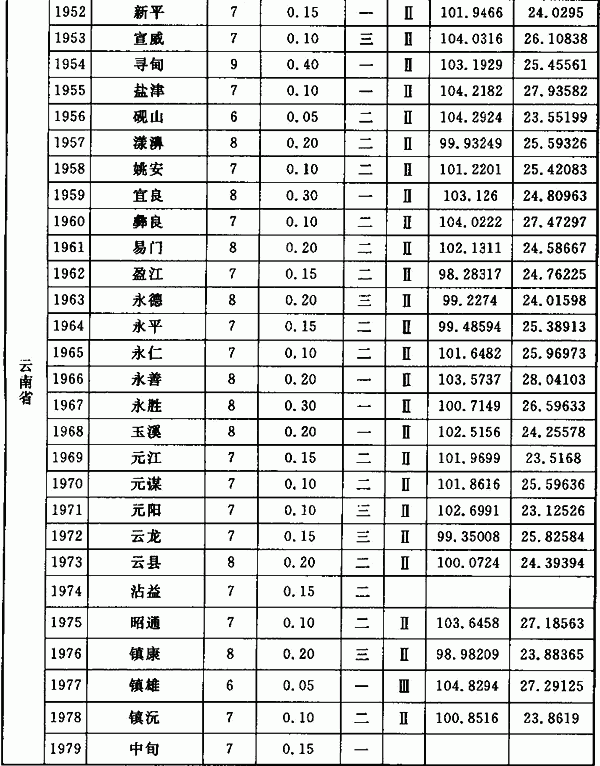 云南省
1952 新平 7 0.15 一 Ⅱ 101.9466 24.0295
1953 宣威 7 0.10 三 Ⅱ 104.0316 26.10838
1954 寻甸 9 0.40 一 Ⅱ 103.1929 25.45561
1955 盐津 7 0.10 一 Ⅱ 104.2182 27.93582
1956 砚山 6 0.05 二 Ⅱ 104.2924 23.55199
1957 漾濞 8 0.20 二 Ⅱ 99.93249 25.59326
1958 姚安 7 0.10 二 Ⅱ 101.2201 25.42083
1959 宜良 8 0.30 一 Ⅱ 103.126 24.80963
1960 彝良 7 0.10 二 Ⅱ 104.0222 27.47297
1961 易门 8 0.20 二 Ⅱ 102.1311 24.58667
1962 盈江 7 0.15 二 Ⅱ 98.28317 24.76225
1963 永德 8 0.20 三 Ⅱ 99.2274 24.01598
1964 永平 7 0.15 二 Ⅱ 99.48594 25.38913
1965 永仁 7 0.10 二 Ⅱ 101.6482 25.96973
1966 永善 8 0.20 一 Ⅱ 103.5737 28.04103
1967 永胜 8 0.30 一 Ⅱ 100.7149 26.59633
1968 玉溪 8 0.20 一 Ⅱ 102.5156 24.25578
1969 元江 7 0.15 二 Ⅱ 101.9699 23.5168
1970 元谋 7 0.10 二 Ⅱ 101.8616 25.59636
1971 元阳 7 0.10 三 Ⅱ 102.6991 23.12526
1972 云龙 7 0.15 三 Ⅱ 99.35008 25.82584
1973 云县 8 0.20 二 Ⅱ 100.0724 24.39394
1974 沾益 7 0.15 二
1975 昭通 7 0.10 二 Ⅱ 103.6458 27.18563
1976 镇康 8 0.20 三 Ⅱ 98.98209 23.88365
1977 镇雄 6 0.05 一 Ⅲ 104.8294 27.29125
1978 镇沅 7 0.10 二 Ⅱ 100.8516 23.8619
1979 中旬 7 0.15 一